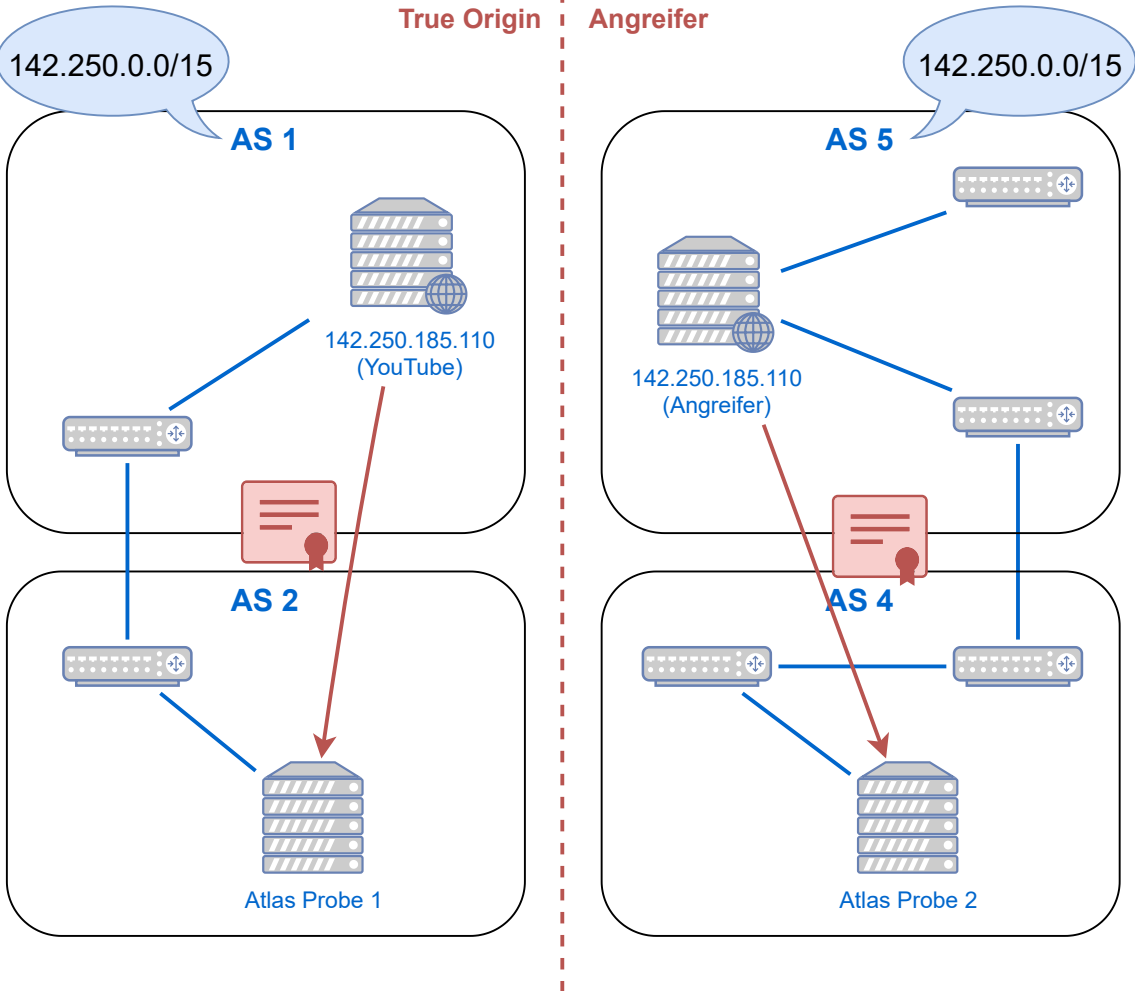 True Origin
Angreifer
142.250.0.0/15
142.250.0.0/15
AS 1
AS 5
142.250.185.110
(YouTube)
142.250.185.110
(Angreifer)
AS 2
AS 4
Atlas Probe 1
Atlas Probe 2